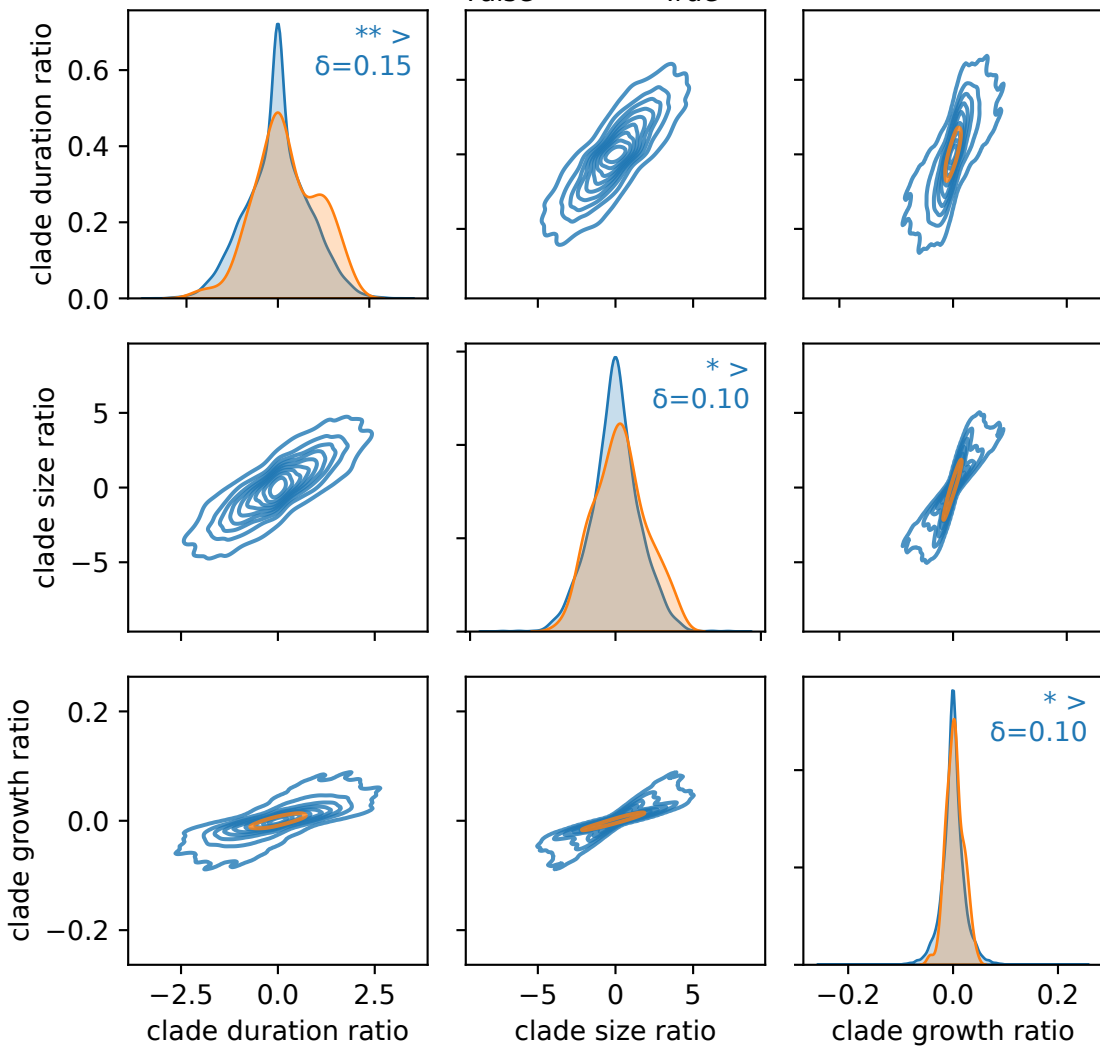 clade duration ratio
0.6
0.4
0.2
0.0
** >
δ=0.15
clade size ratio
5
0
−5
* >
δ=0.10
clade growth ratio
0.2
0.0
−0.2
* >
δ=0.10
−2.5 0.0 2.5
−5 0 5
−0.2 0.0 0.2
clade duration ratio
clade size ratio
clade growth ratio